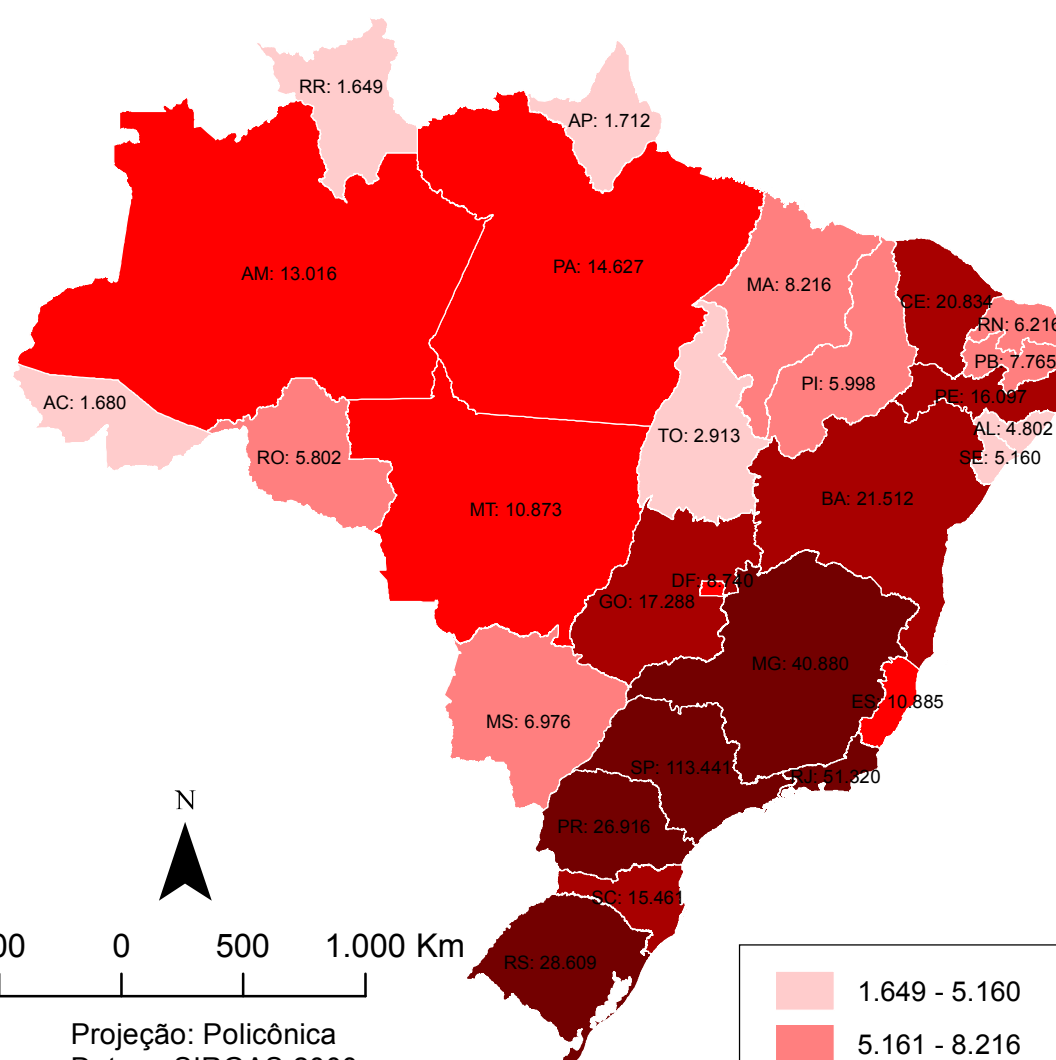 RR: 1.649
AP: 1.712
AM: 13.016
PA: 14.627
MA: 8.216
CE: 20.834
RN: 6.216
PB: 7.765
PI: 5.998
PE: 16.097
AC: 1.680
TO: 2.913
AL: 4.802
RO: 5.802
SE: 5.160
BA: 21.512
MT: 10.873
DF: 8.740
GO: 17.288
MG: 40.880
ES: 10.885
MS: 6.976
SP: 113.441
RJ: 51.320
N
PR: 26.916
SC: 15.461
00 0 500 1.000 Km
RS: 28.609
1.649 - 5.160
Projeção: Policônica
5.161 - 8.216
SIRGAS 2000